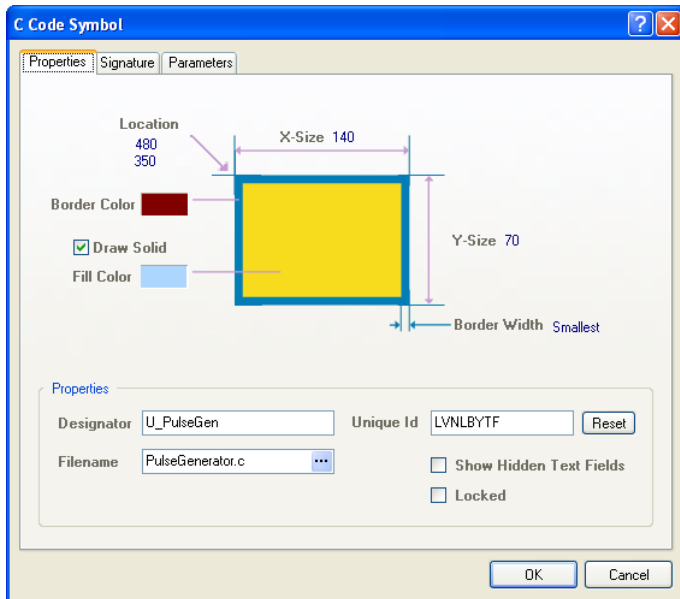 C Code Symbol
Properties Signature Parameters
Location
480
350
X-Size 140
Border Color
Draw Solid
Y-Size 70
Fill Color
Border Width Smallest
Properties
Designator U_PulseGen Unique Id LVNLBYTF Reset
Filename PulseGenerator.c ... Show Hidden Text Fields
Locked
OK Cancel